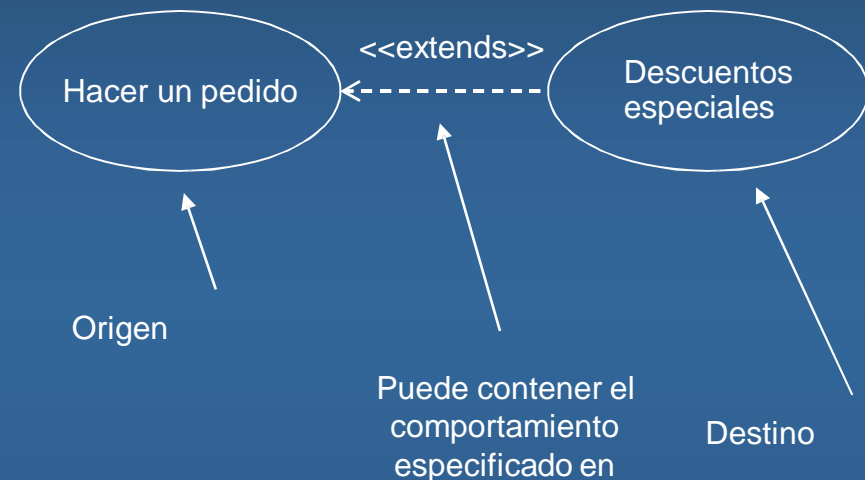 <<extends>>
Hacer un pedido
Descuentos
especiales
Origen
Puede contener el
comportamiento
especificado en
Destino